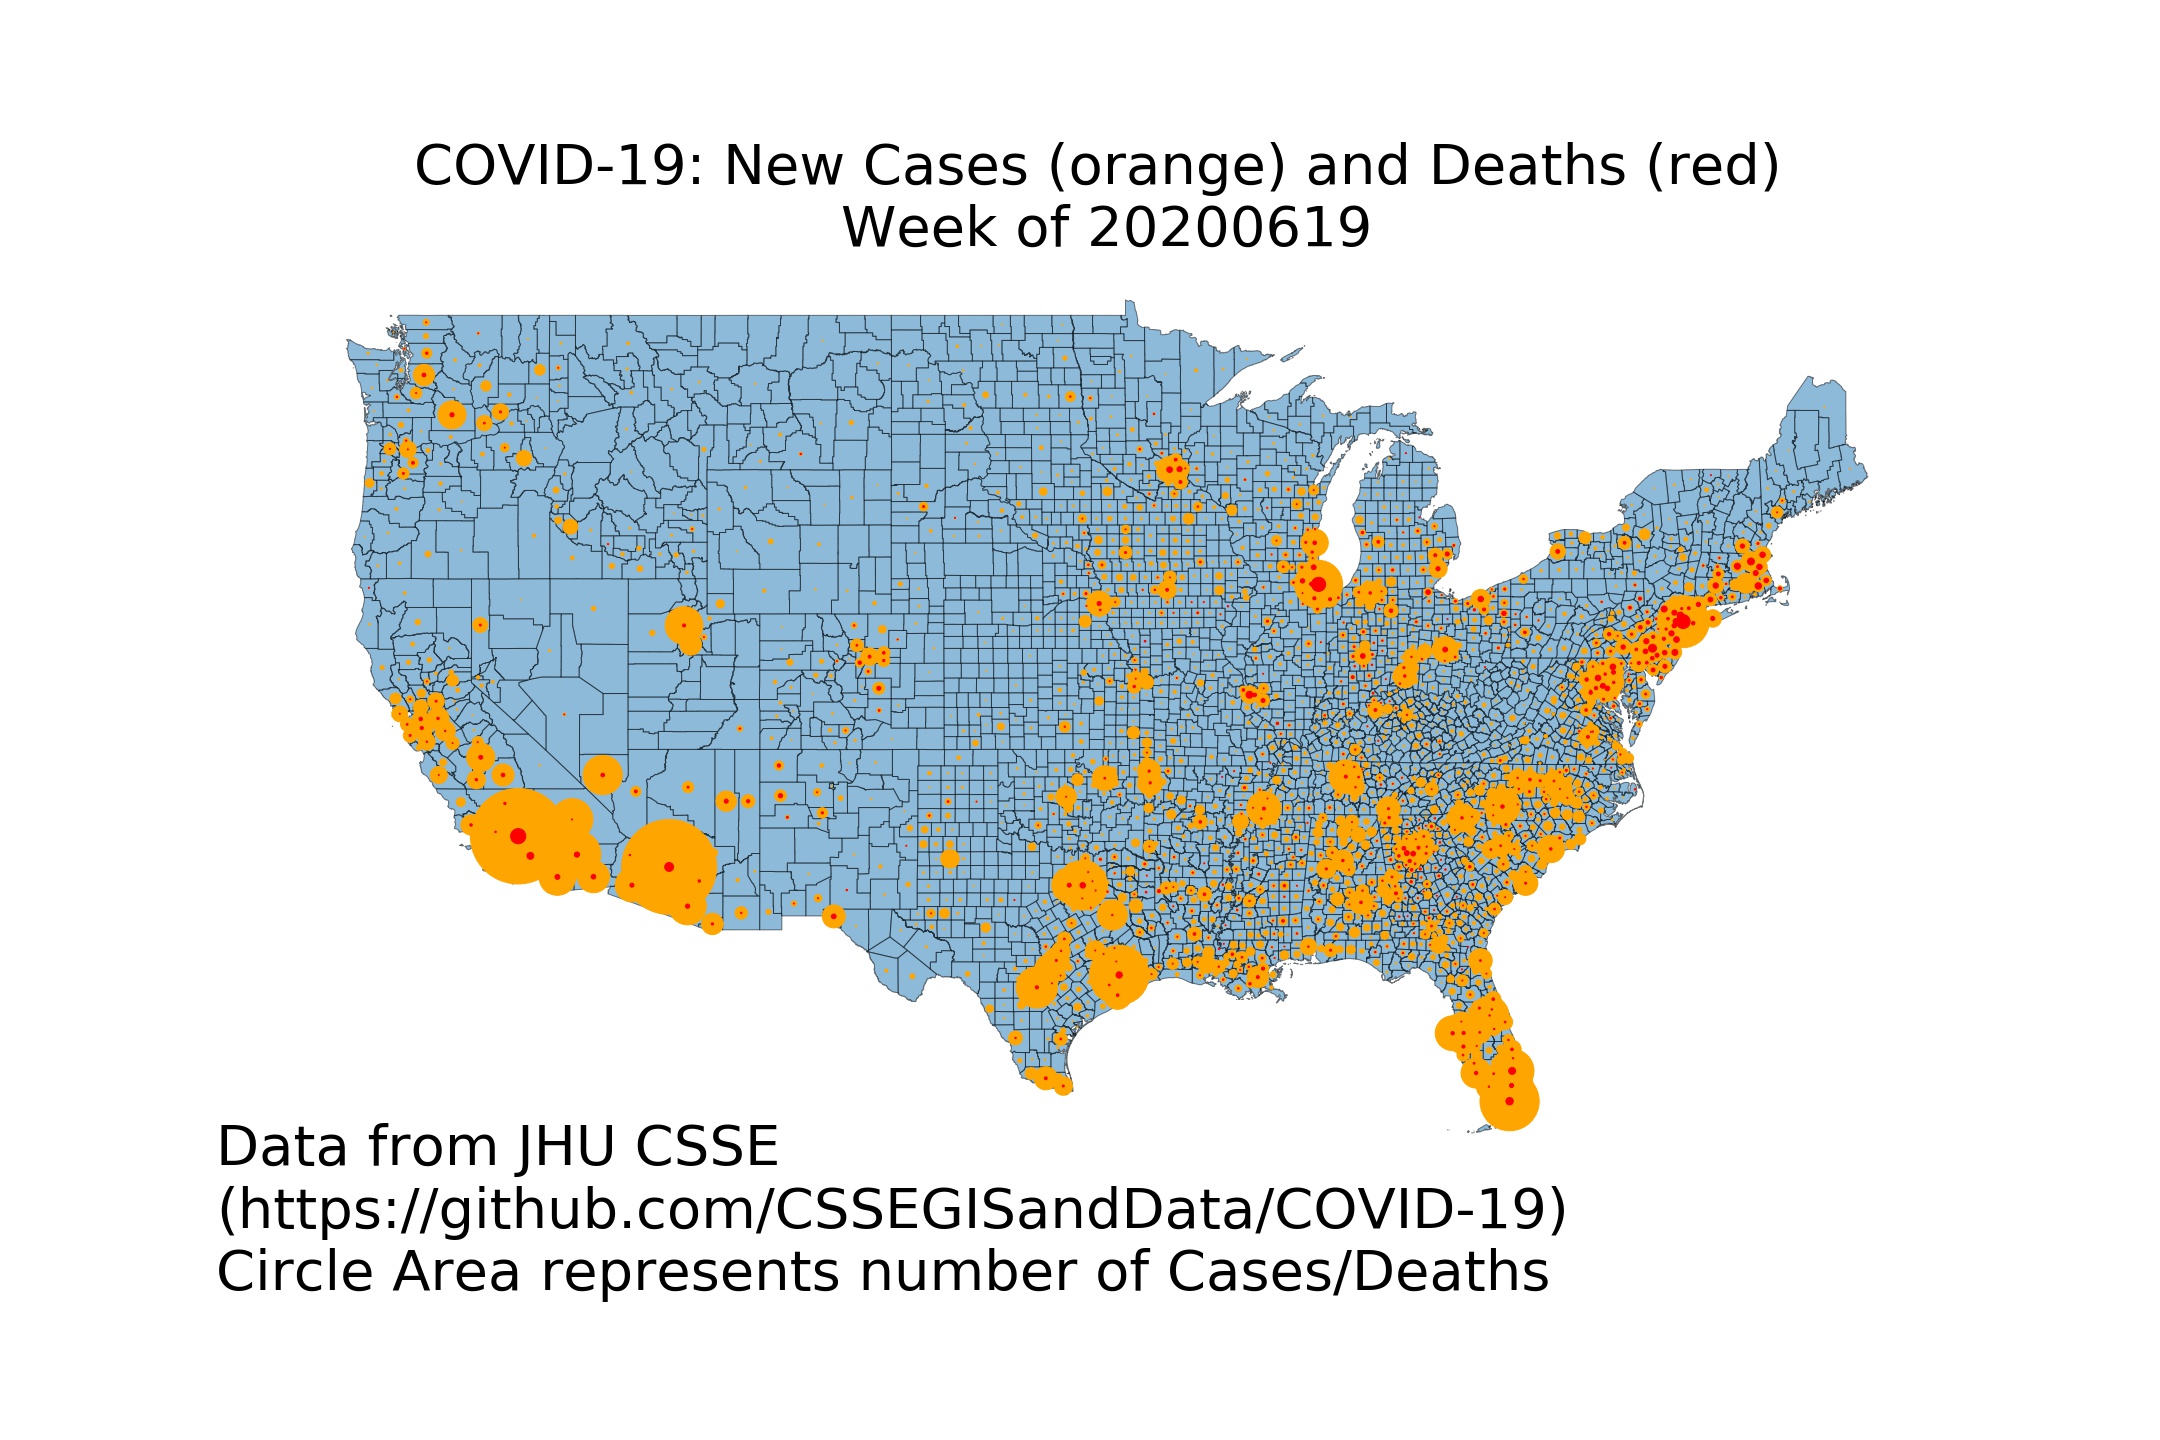 COVID-19: New Cases (orange) and Deaths (red)
Week of 20200619
Data from JHU CSSE
(https://github.com/CSSEGISandData/COVID-19)
Circle Area represents number of Cases/Deaths